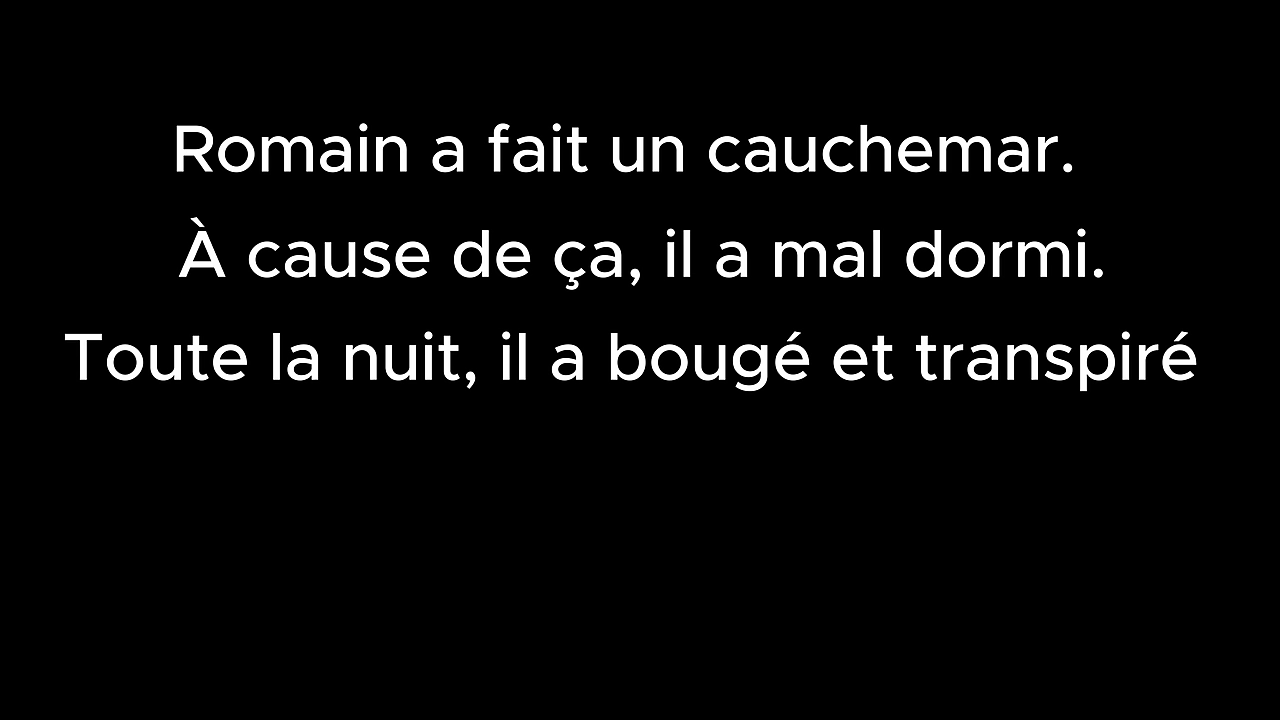 Romain a fait un cauchemar.
À cause de ça, il a mal dormi.
Toute la nuit, il a bougé et transpiré